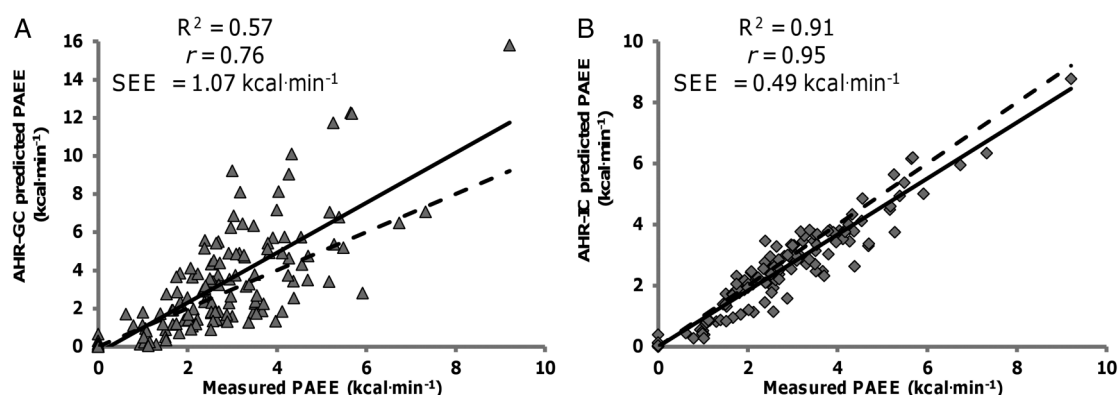 A
R² = 0.57
r = 0.76
SEE = 1.07 kcal·min⁻¹
AHR-GC predicted PAEE
(kcal·min⁻¹)
16
14
12
10
8
6
4
2
0
0 2 4 6 8 10
Measured PAEE (kcal·min⁻¹)
B
R² = 0.91
r = 0.95
SEE = 0.49 kcal·min⁻¹
AHR-IC predicted PAEE
(kcal·min⁻¹)
10
8
6
4
2
0
0 2 4 6 8 10
Measured PAEE (kcal·min⁻¹)